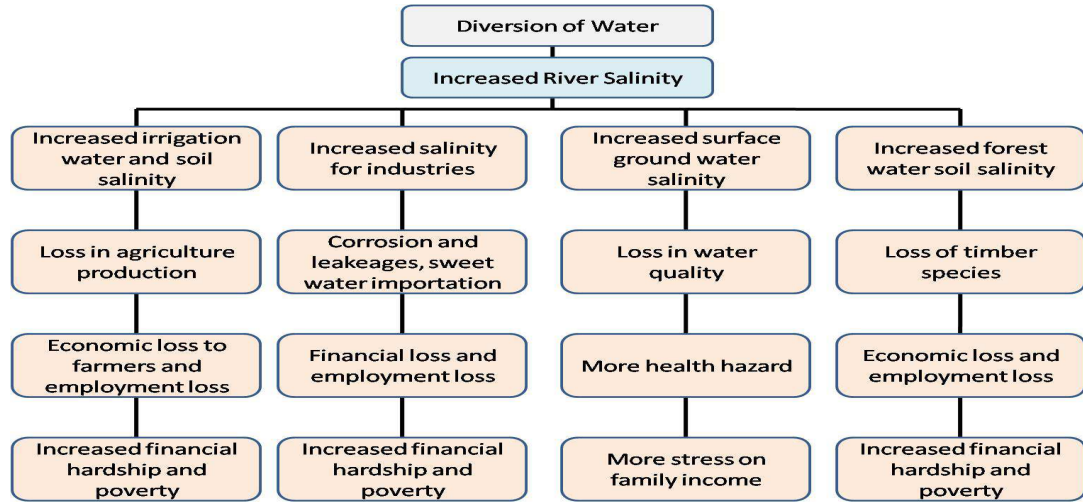 Diversion of Water
Increased River Salinity
Increased irrigation
water and soil
salinity
Increased salinity
for industries
Increased surface
ground water
salinity
Increased forest
water soil salinity
Loss in agriculture
production
Corrosion and
leakeages, sweet
water importation
Loss in water
quality
Loss of timber
species
Economic loss to
farmers and
employment loss
Financial loss and
employment loss
More health hazard
Economic loss and
employment loss
Increased financial
hardship and
poverty
Increased financial
hardship and
poverty
More stress on
family income
Increased financial
hardship and
poverty